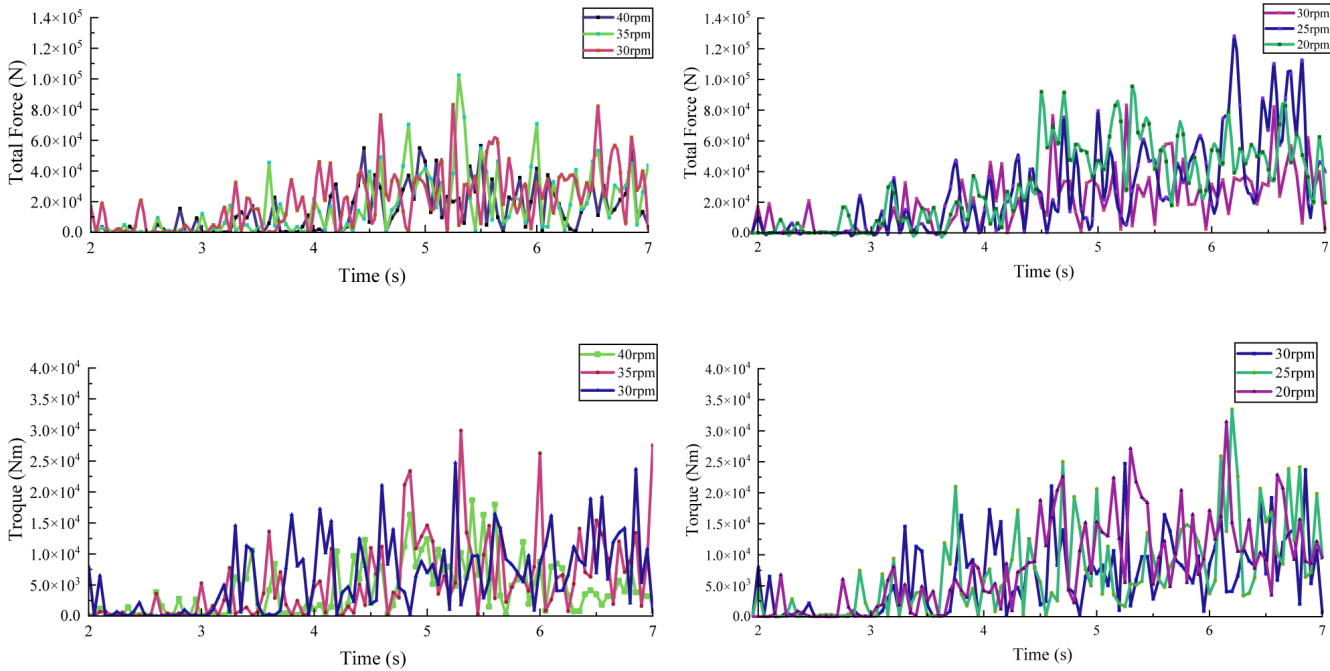 1.4×10⁵
1.2×10⁵
1.0×10⁵
8.0×10⁴
6.0×10⁴
4.0×10⁴
2.0×10⁴
0.0
Total Force (N)
2 3 4 5 6 7
Time (s)
40rpm
35rpm
30rpm
1.4×10⁵
1.2×10⁵
1.0×10⁵
8.0×10⁴
6.0×10⁴
4.0×10⁴
2.0×10⁴
0.0
Total Force (N)
2 3 4 5 6 7
Time (s)
30rpm
25rpm
20rpm
4.0×10⁴
3.5×10⁴
3.0×10⁴
2.5×10⁴
2.0×10⁴
1.5×10⁴
1.0×10⁴
5.0×10³
0.0
Troque (Nm)
2 3 4 5 6 7
Time (s)
40rpm
35rpm
30rpm
4.0×10⁴
3.5×10⁴
3.0×10⁴
2.5×10⁴
2.0×10⁴
1.5×10⁴
1.0×10⁴
5.0×10³
0.0
Torque (Nm)
2 3 4 5 6 7
Time (s)
30rpm
25rpm
20rpm